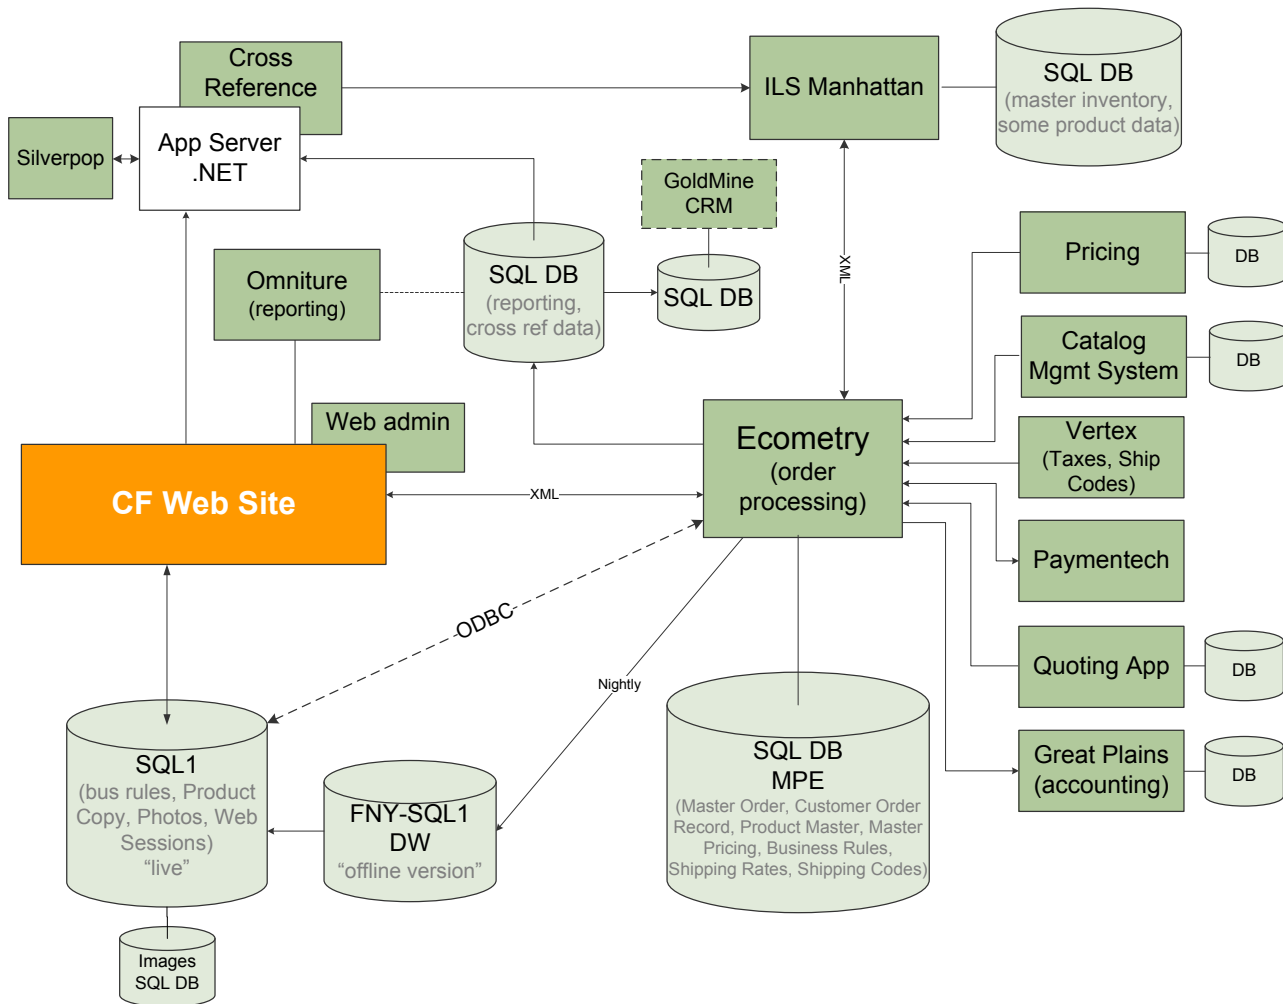 Cross
Reference
ILS Manhattan
SQL DB
(master inventory,
some product data)
Silverpop
App Server
.NET
GoldMine
CRM
Omniture
(reporting)
SQL DB
(reporting,
cross ref data)
SQL DB
XML
Pricing
DB
Catalog
Mgmt System
DB
Web admin
CF Web Site
XML
Ecometry
(order
processing)
Vertex
(Taxes, Ship
Codes)
Paymentech
ODBC
Nightly
Quoting App
DB
Great Plains
(accounting)
DB
SQL1
(bus rules, Product
Copy, Photos, Web
Sessions)
“live”
FNY-SQL1
DW
“offline version”
SQL DB
MPE
(Master Order, Customer Order
Record, Product Master, Master
Pricing, Business Rules,
Shipping Rates, Shipping Codes)
Images
SQL DB